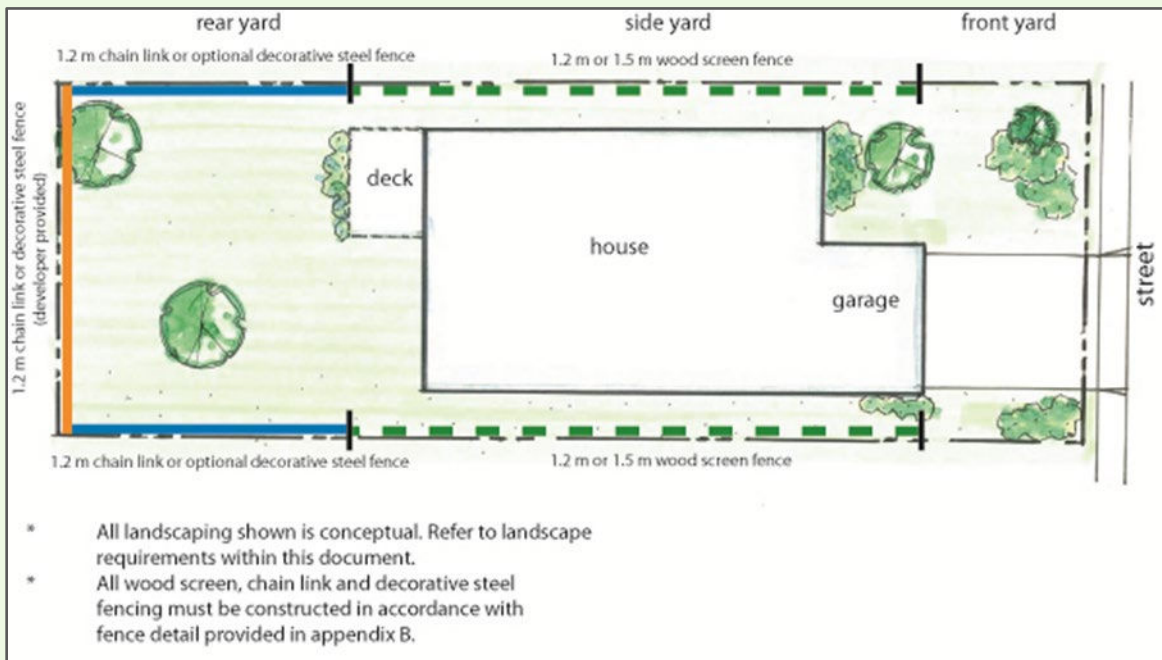 rear yard
side yard
front yard
1.2 m chain link or optional decorative steel fence
1.2 m or 1.5 m wood screen fence
1.2 m chain link or decorative steel fence
(developer provided)
deck
house
garage
street
1.2 m chain link or optional decorative steel fence
1.2 m or 1.5 m wood screen fence
* All landscaping shown is conceptual. Refer to landscape
requirements within this document.
* All wood screen, chain link and decorative steel
fencing must be constructed in accordance with
fence detail provided in appendix B.